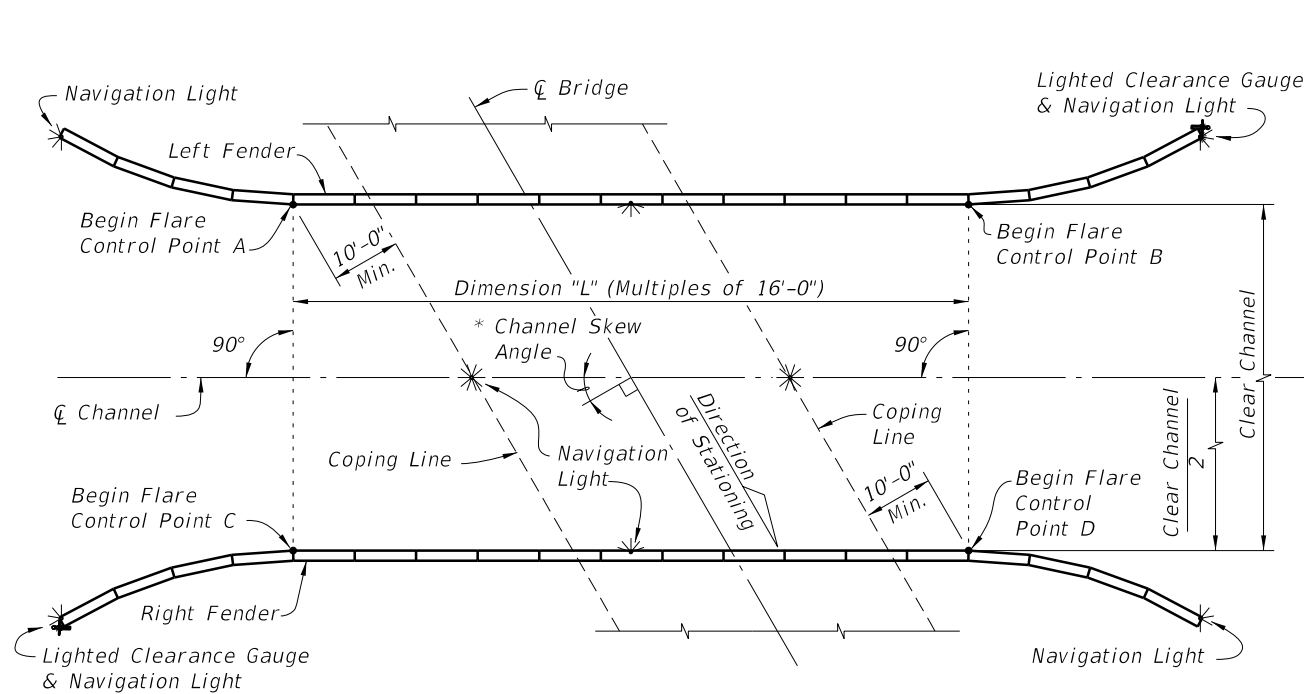 Lighted Clearance Gauge
& Navigation Light
℄ Bridge
Navigation Light
Left Fender
Begin Flare
Control Point A
10'-0"
Min.
Begin Flare
Control Point B
Dimension "L" (Multiples of 16'-0")
* Channel Skew
Angle
90°
90°
Clear Channel
℄ Channel
Direction
of Stationing
Coping
Line
Clear Channel
2
Coping Line
Navigation
Light
10'-0"
Min.
Begin Flare
Control Point C
Begin Flare
Control
Point D
Right Fender
Lighted Clearance Gauge
& Navigation Light
Navigation Light